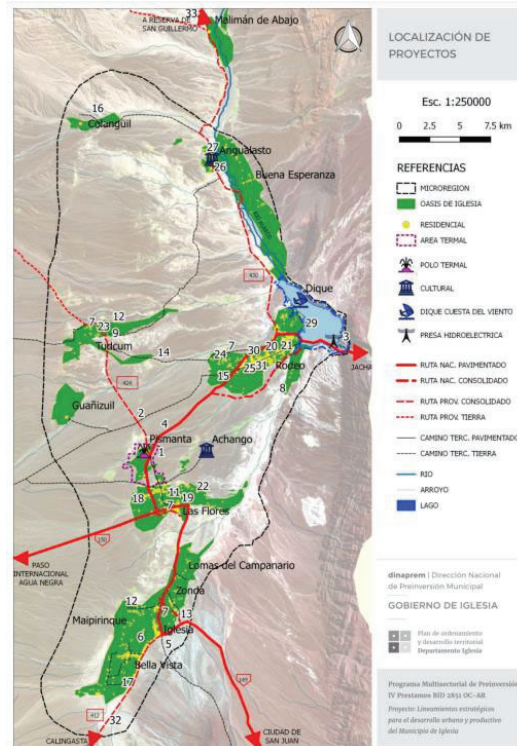 33
A RESERVA DE
SAN GUILLERMO
Malimán de Abajo
16
Colanguil
27
Angualasto
26
Buena Esperanza
430
Dique
7
12
23
9
Tudcum
14
29
3
7
30
20
21
24
Rodeo
JACHA
25
31
15
8
Guañizuil
426
2
4
Pismanta
Achango
1
11
22
18
19
7
Las Flores
150
PASO
INTERNACIONAL
AGUA NEGRA
Lomas del Campanario
Zonda
12
7
Maipirinque
13
Iglesia
6
5
Bella Vista
17
149
412
32
CALINGASTA
CIUDAD DE
SAN JUAN
LOCALIZACIÓN DE
PROYECTOS
Esc. 1:250000
0 2.5 5 7.5 km
REFERENCIAS
MICROREGION
OASIS DE IGLESIA
RESIDENCIAL
AREA TERMAL
POLO TERMAL
CULTURAL
DIQUE CUESTA DEL VIENTO
PRESA HIDROELECTRICA
RUTA NAC. PAVIMENTADO
RUTA NAC. CONSOLIDADO
RUTA PROV. CONSOLIDADO
RUTA PROV. TIERRA
CAMINO TERC. PAVIMENTADO
CAMINO TERC. TIERRA
RIO
ARROYO
LAGO
dinaprem | Dirección Nacional
de Preinversión Municipal
GOBIERNO DE IGLESIA
Plan de ordenamiento
y desarrollo territorial
Departamento Iglesia
Programa Multisectorial de Preinversión
IV Prestamos BID 2851 OC-AR
Proyecto: Lineamientos estratégicos
para el desarrollo urbano y productivo
del Municipio de Iglesia